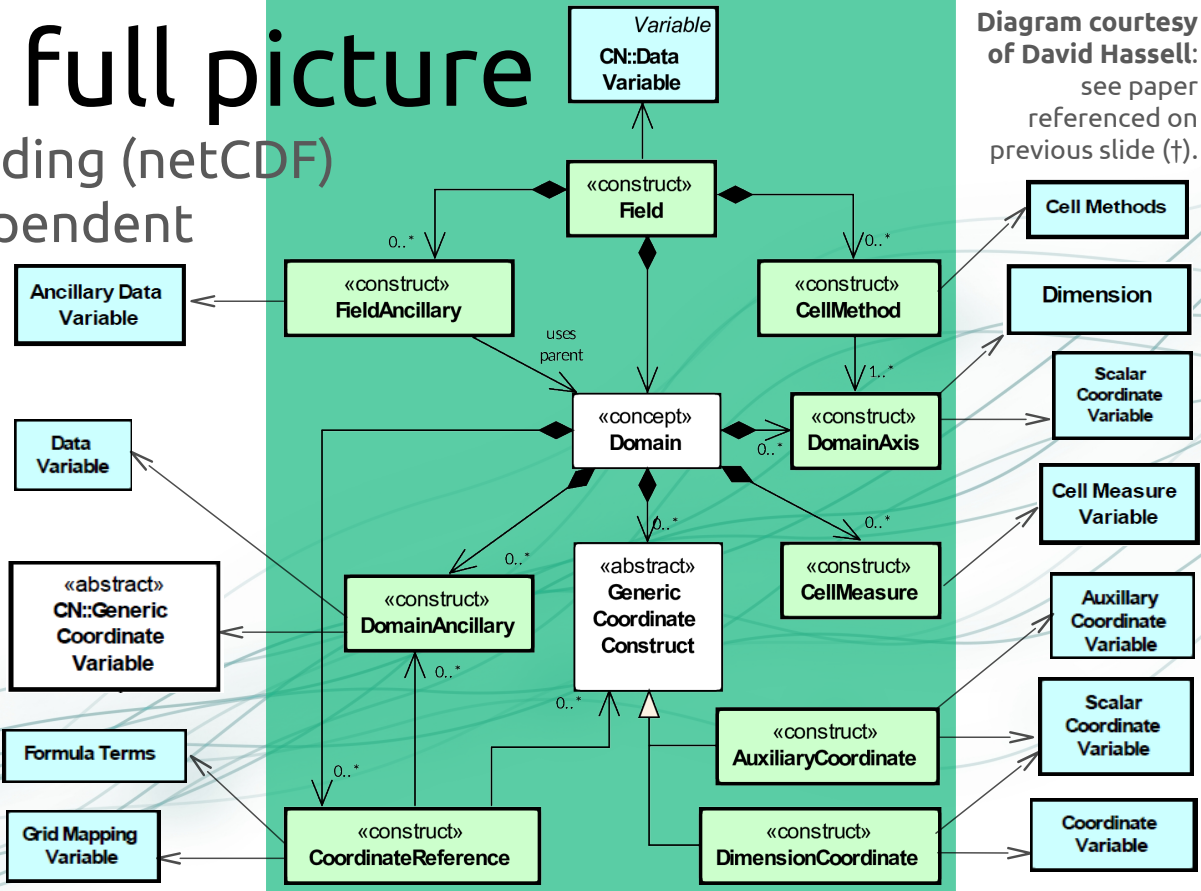 full picture
ding (netCDF)
pendent
Diagram courtesy
of David Hassell:
see paper
referenced on
previous slide (†).
Variable
CN::Data
Variable
«construct»
Field
Cell Methods
0..*
0..*
Ancillary Data
Variable
«construct»
FieldAncillary
«construct»
CellMethod
Dimension
uses
parent
1..*
Scalar
Coordinate
Variable
Data
Variable
«concept»
Domain
0..*
«construct»
DomainAxis
Cell Measure
Variable
0..*
0..*
0..*
«abstract»
CN::Generic
Coordinate
Variable
«construct»
DomainAncillary
«abstract»
Generic
Coordinate
Construct
«construct»
CellMeasure
Auxillary
Coordinate
Variable
0..*
0..*
Scalar
Coordinate
Variable
Formula Terms
0..*
«construct»
AuxiliaryCoordinate
Grid Mapping
Variable
«construct»
CoordinateReference
«construct»
DimensionCoordinate
Coordinate
Variable